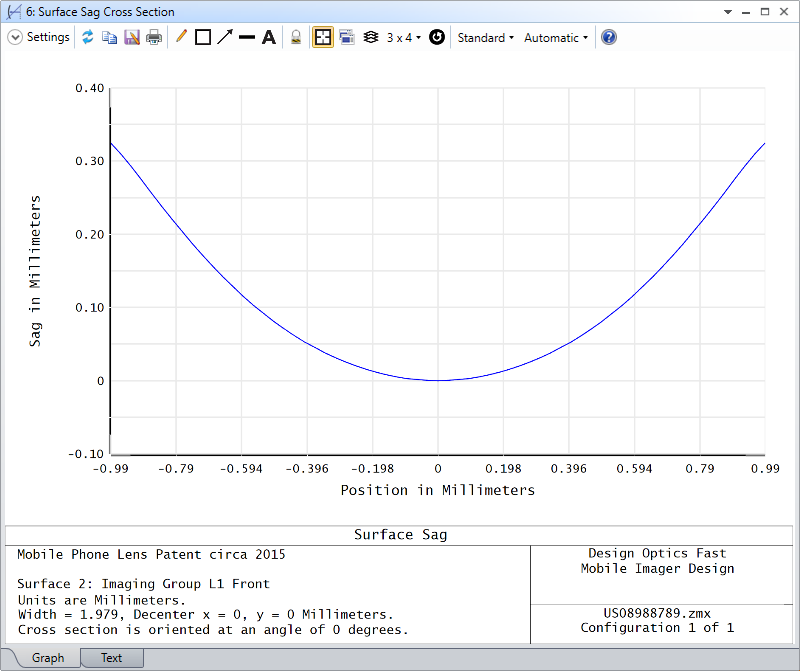 6: Surface Sag Cross Section
Settings
A
3 x 4
Standard
Automatic
?
0.40
0.30
0.20
0.10
0
-0.10
Sag in Millimeters
-0.99 -0.79 -0.594 -0.396 -0.198 0 0.198 0.396 0.594 0.79 0.99
Position in Millimeters
Surface Sag
Mobile Phone Lens Patent circa 2015
Surface 2: Imaging Group L1 Front
Units are Millimeters.
Width = 1.979, Decenter x = 0, y = 0 Millimeters.
Cross section is oriented at an angle of 0 degrees.
Design Optics Fast
Mobile Imager Design
US08988789.zmx
Configuration 1 of 1
Graph
Text